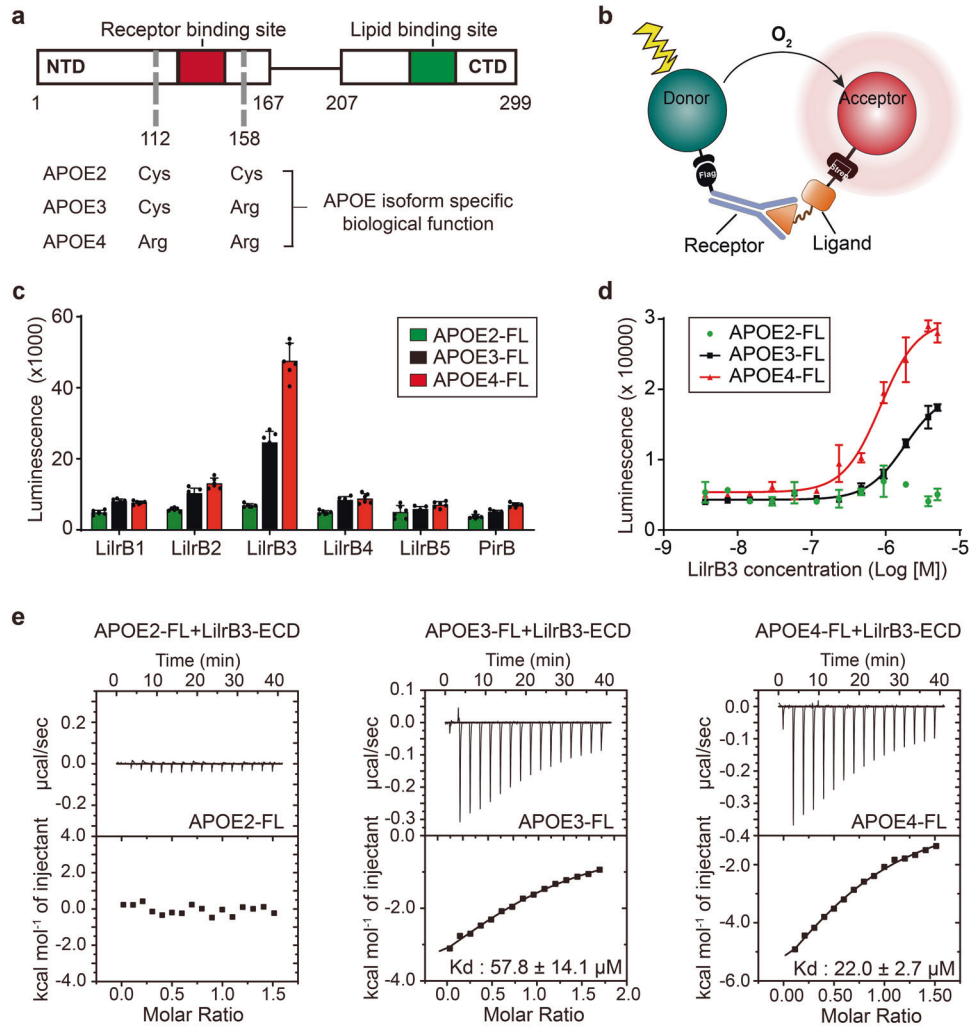 a
Receptor binding site
Lipid binding site
NTD
CTD
1
167
207
299
112
158
APOE2 Cys Cys
APOE3 Cys Arg
APOE4 Arg Arg
APOE isoform specific
biological function
b
O2
Donor
Acceptor
Flag
Strep
Receptor
Ligand
c
Luminescence (x1000)
60
40
20
0
APOE2-FL
APOE3-FL
APOE4-FL
LilrB1 LilrB2 LilrB3 LilrB4 LilrB5 PirB
d
Luminescence (x 10000)
3
2
1
0
APOE2-FL
APOE3-FL
APOE4-FL
-9 -8 -7 -6 -5
LilrB3 concentration (Log [M])
e
APOE2-FL+LilrB3-ECD
Time (min)
0 10 20 30 40
µcal/sec
0.2
0.0
-0.2
APOE2-FL
kcal mol-1 of injectant
4.0
2.0
0.0
-2.0
-4.0
0.0 0.5 1.0 1.5
Molar Ratio
APOE3-FL+LilrB3-ECD
Time (min)
0 10 20 30 40
µcal/sec
0.1
0.0
-0.1
-0.2
-0.3
APOE3-FL
kcal mol-1 of injectant
0.0
-2.0
-4.0
Kd : 57.8 ± 14.1 µM
0.0 0.5 1.0 1.5 2.0
Molar Ratio
APOE4-FL+LilrB3-ECD
Time (min)
0 10 20 30 40
µcal/sec
0.0
-0.1
-0.2
-0.3
-0.4
APOE4-FL
kcal mol-1 of injectant
-2.0
-4.0
-6.0
Kd : 22.0 ± 2.7 µM
0.00 0.50 1.00 1.50
Molar Ratio